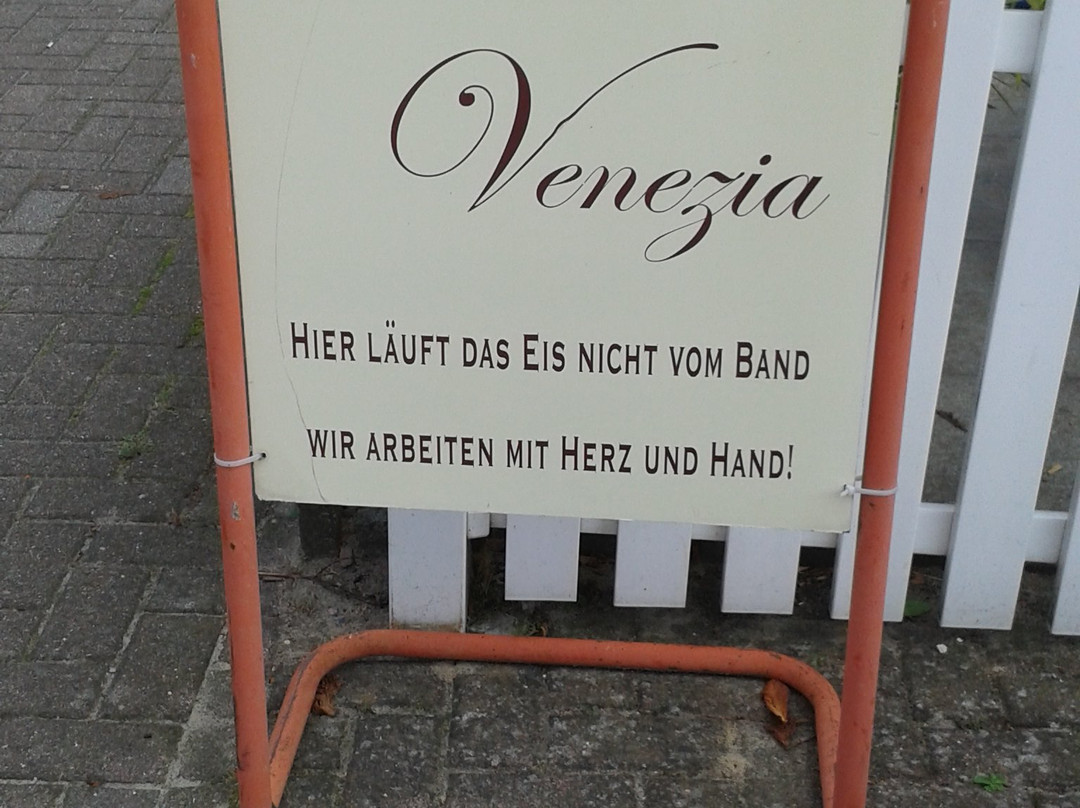 Venezia
Hier läuft das Eis nicht vom Band
wir arbeiten mit Herz und Hand!